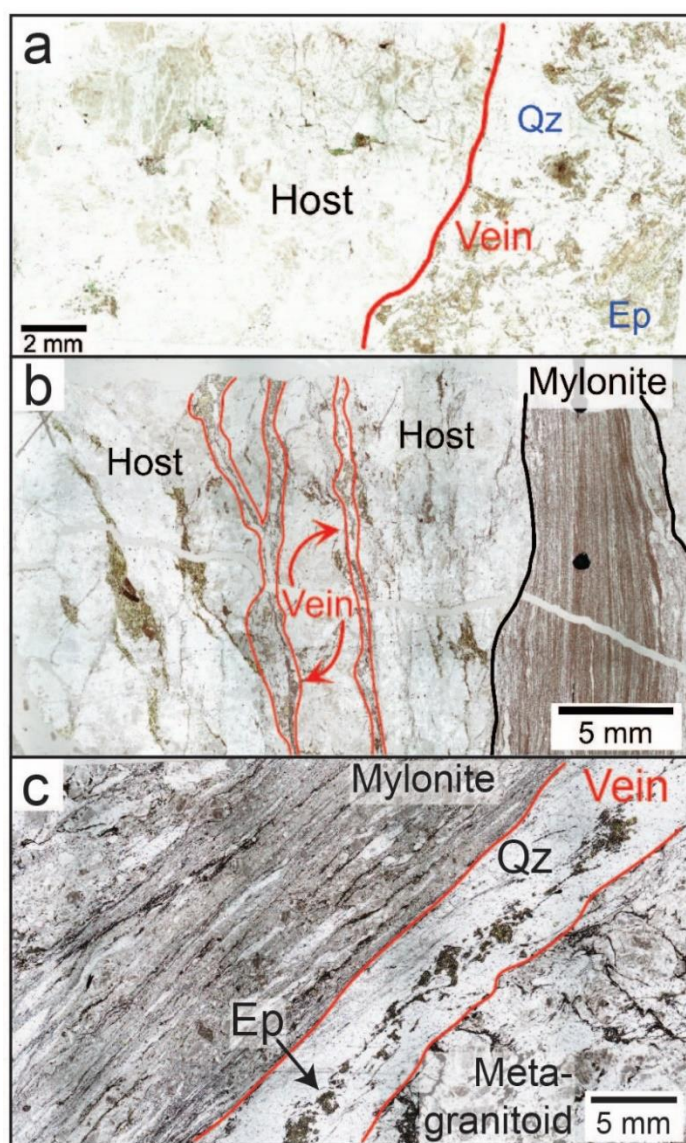 a
Qz
Host
Vein
Ep
2 mm
b
Mylonite
Host
Host
Vein
5 mm
c
Mylonite
Vein
Qz
Ep
Meta-
granitoid
5 mm